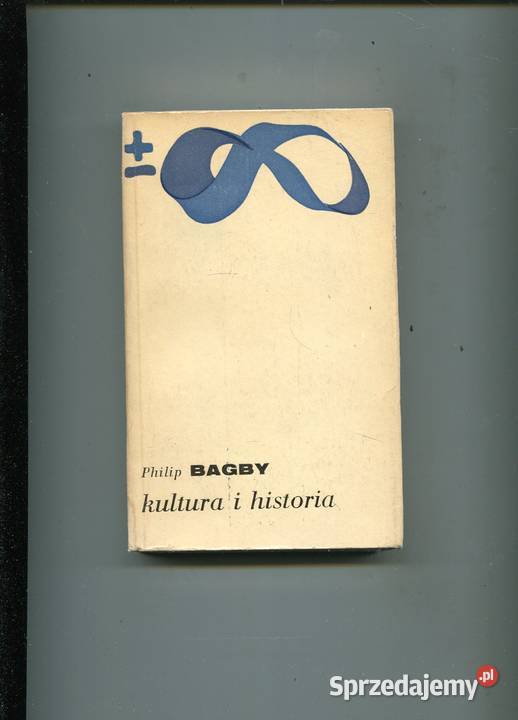 ±∞
Philip BAGBY
kultura i historia
Sprzedajemy.pl